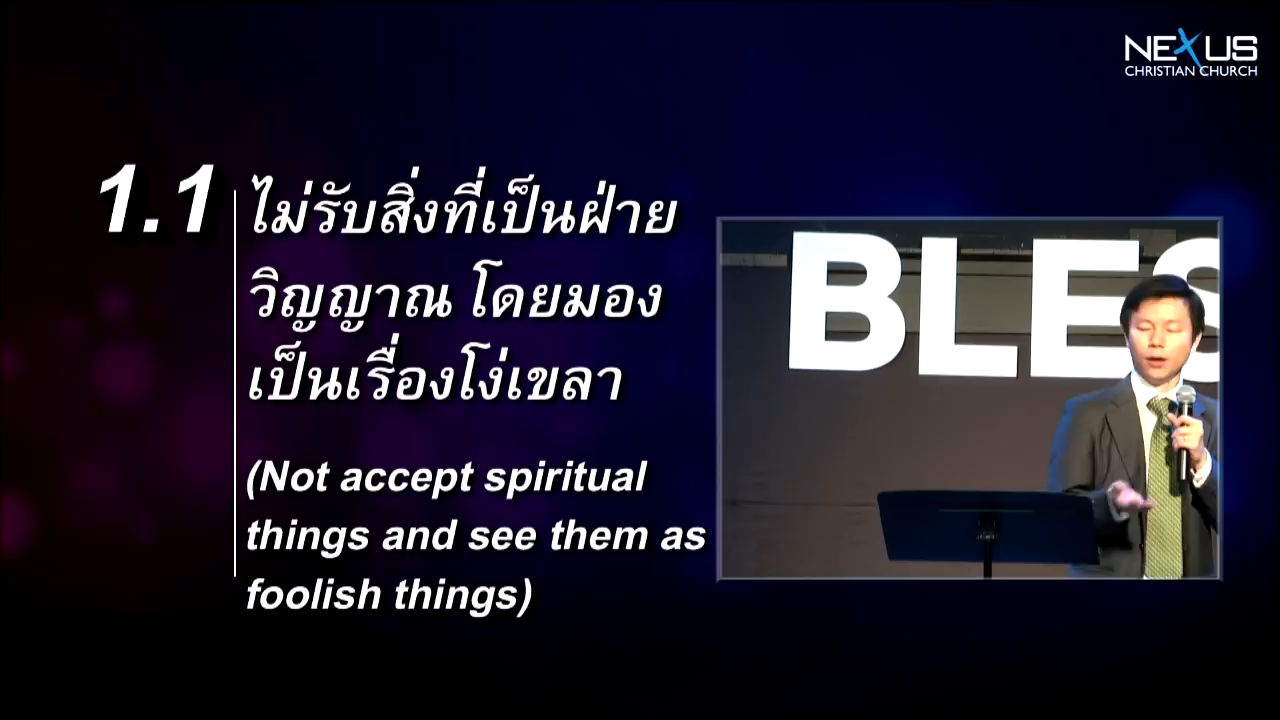 NEXUS
CHRISTIAN CHURCH
1.1
ไม่รับสิ่งที่เป็นฝ่าย
วิญญาณ โดยมอง
เป็นเรื่องโง่เขลา
(Not accept spiritual
things and see them as
foolish things)
BLES